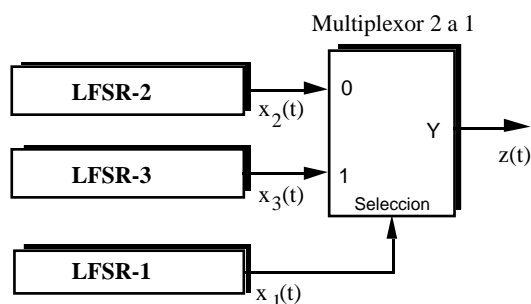 Multiplexor 2 a 1
LFSR-2
x2(t)
0
LFSR-3
x3(t)
1
Y
z(t)
Seleccion
LFSR-1
x1(t)